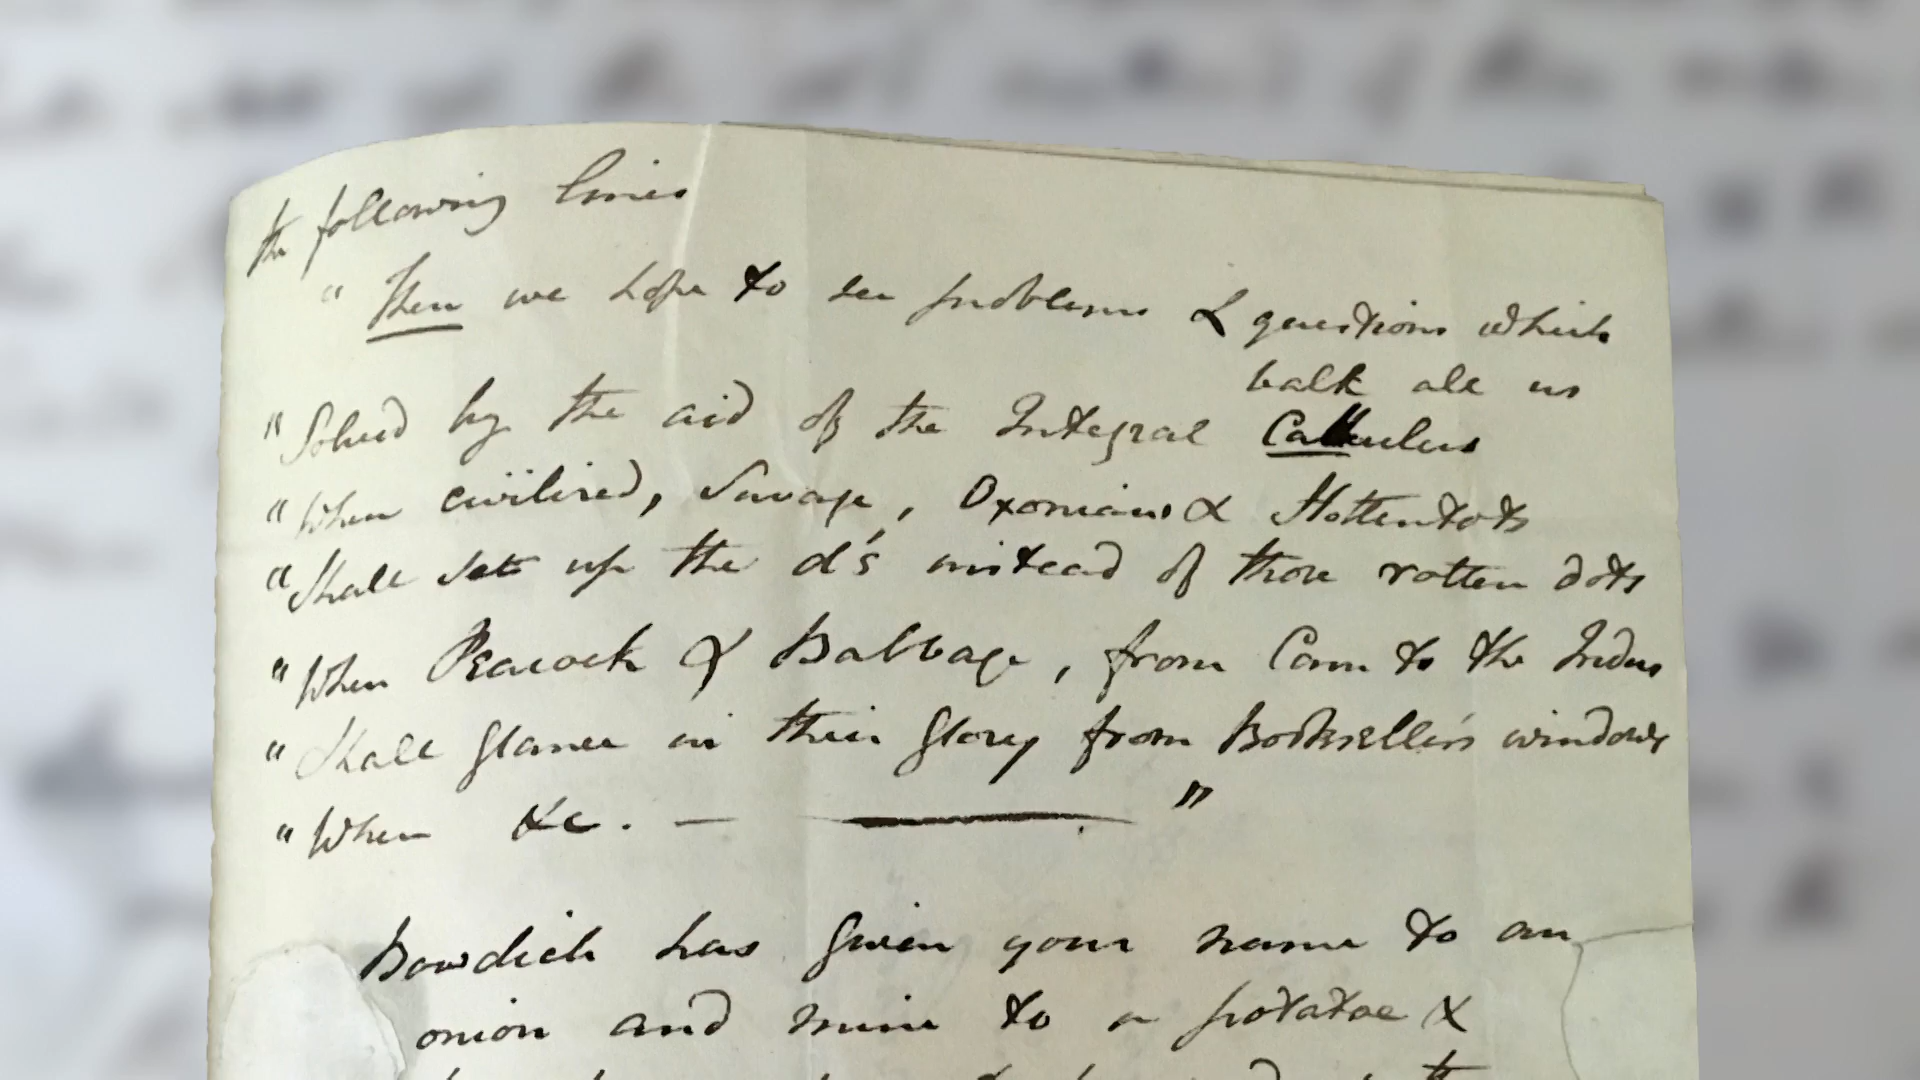 the following lines
" Then we hope to see problems & questions which
balk all us
" Solved by the aid of the Integral Calculus
" When civilized, Savage, Oxonians & Hottentots
" Shall set up the d's instead of those rotten dots
" When Peacock & Babbage, from Cam to the Indus
" Shall glance in their glory from Bookseller's windows
" When &c. — — "
Bowdich has given your name to an
onion and mine to a potatoe &